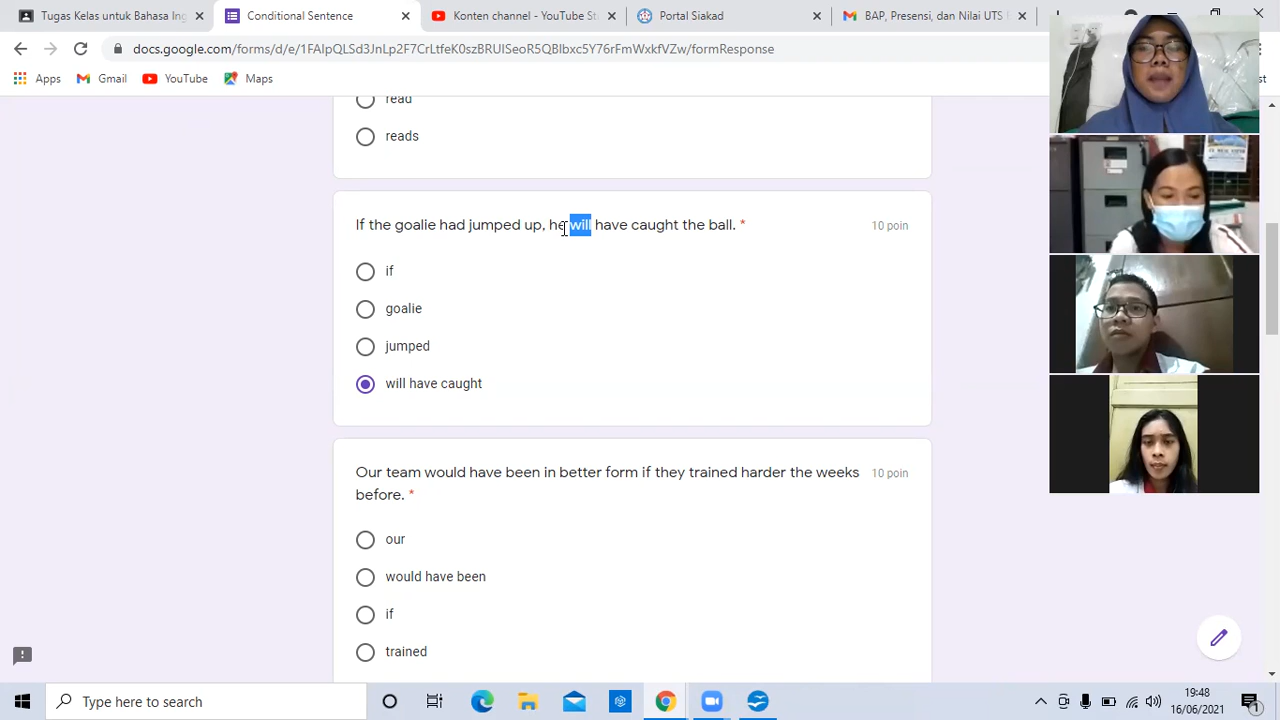 Tugas Kelas untuk Bahasa Ing
Conditional Sentence
Konten channel - YouTube St
Portal Siakad
BAP, Presensi, dan Nilai UTS B
docs.google.com/forms/d/e/1FAIpQLSd3JnLp2F7CrLtfeK0szBRUlSeoR5QBlbxc5Y76rFmWxkfVZw/formResponse
Apps
Gmail
YouTube
Maps
read
reads
If the goalie had jumped up, he will have caught the ball. *
10 poin
if
goalie
jumped
will have caught
Our team would have been in better form if they trained harder the weeks
before. *
10 poin
our
would have been
if
trained
Type here to search
19:48
16/06/2021